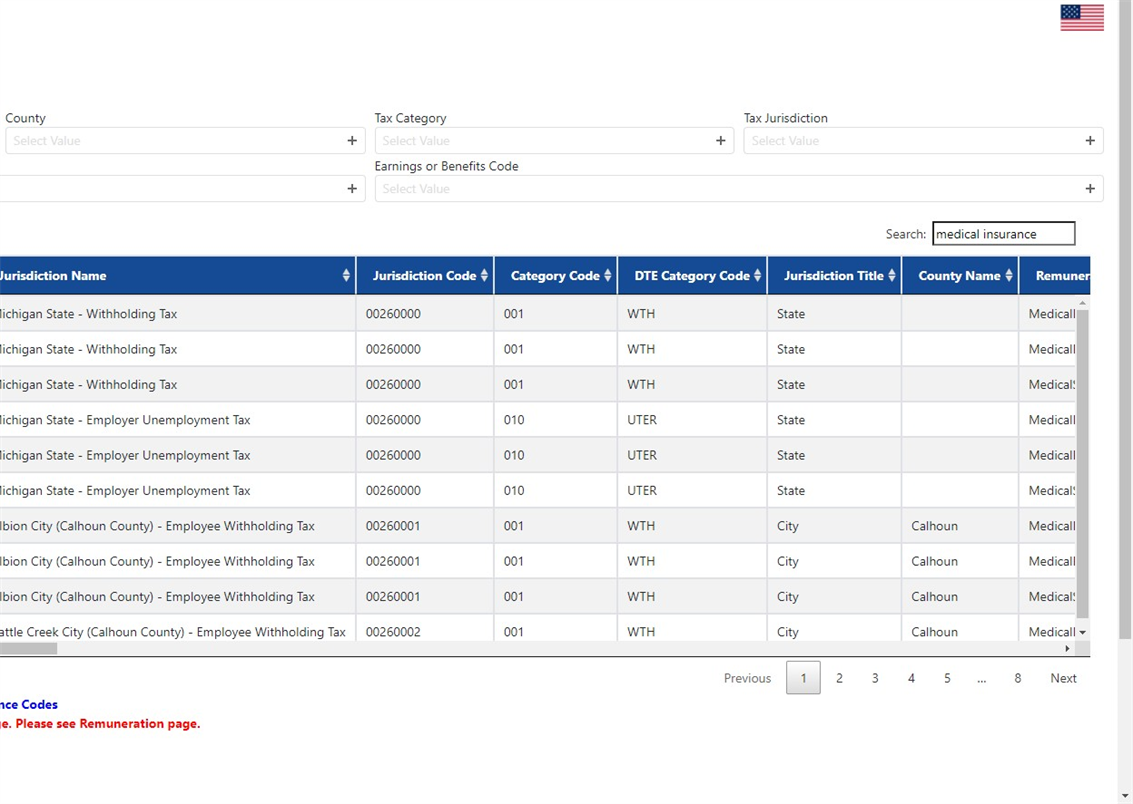 County Tax Category Tax Jurisdiction
Select Value + Select Value + Select Value +
Earnings or Benefits Code
+ Select Value +
Search: medical insurance
Jurisdiction Name Jurisdiction Code Category Code DTE Category Code Jurisdiction Title County Name Remuner
ichigan State - Withholding Tax 00260000 001 WTH State Medicall
ichigan State - Withholding Tax 00260000 001 WTH State Medicall
ichigan State - Withholding Tax 00260000 001 WTH State MedicalS
ichigan State - Employer Unemployment Tax 00260000 010 UTER State Medicall
ichigan State - Employer Unemployment Tax 00260000 010 UTER State Medicall
ichigan State - Employer Unemployment Tax 00260000 010 UTER State MedicalS
lbion City (Calhoun County) - Employee Withholding Tax 00260001 001 WTH City Calhoun Medicall
lbion City (Calhoun County) - Employee Withholding Tax 00260001 001 WTH City Calhoun Medicall
lbion City (Calhoun County) - Employee Withholding Tax 00260001 001 WTH City Calhoun MedicalS
attle Creek City (Calhoun County) - Employee Withholding Tax 00260002 001 WTH City Calhoun Medicall
Previous 1 2 3 4 5 ... 8 Next
nce Codes
e. Please see Remuneration page.